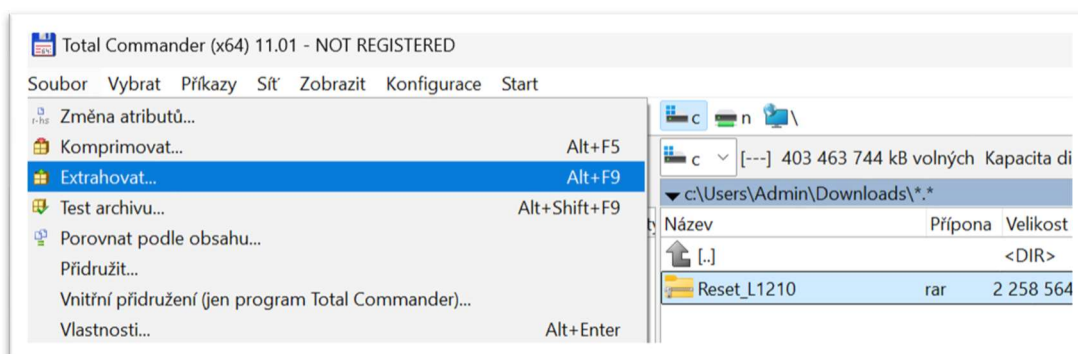 Total Commander (x64) 11.01 - NOT REGISTERED
Soubor Vybrat Příkazy Síť Zobrazit Konfigurace Start
Změna atributů...
Komprimovat... Alt+F5
Extrahovat... Alt+F9
Test archivu... Alt+Shift+F9
Porovnat podle obsahu...
Přidružit...
Vnitřní přidružení (jen program Total Commander)...
Vlastnosti... Alt+Enter
c n \
c [---] 403 463 744 kB volných Kapacita di
c:\Users\Admin\Downloads\*.*
Název Přípona Velikost
[..] <DIR>
Reset_L1210 rar 2 258 564